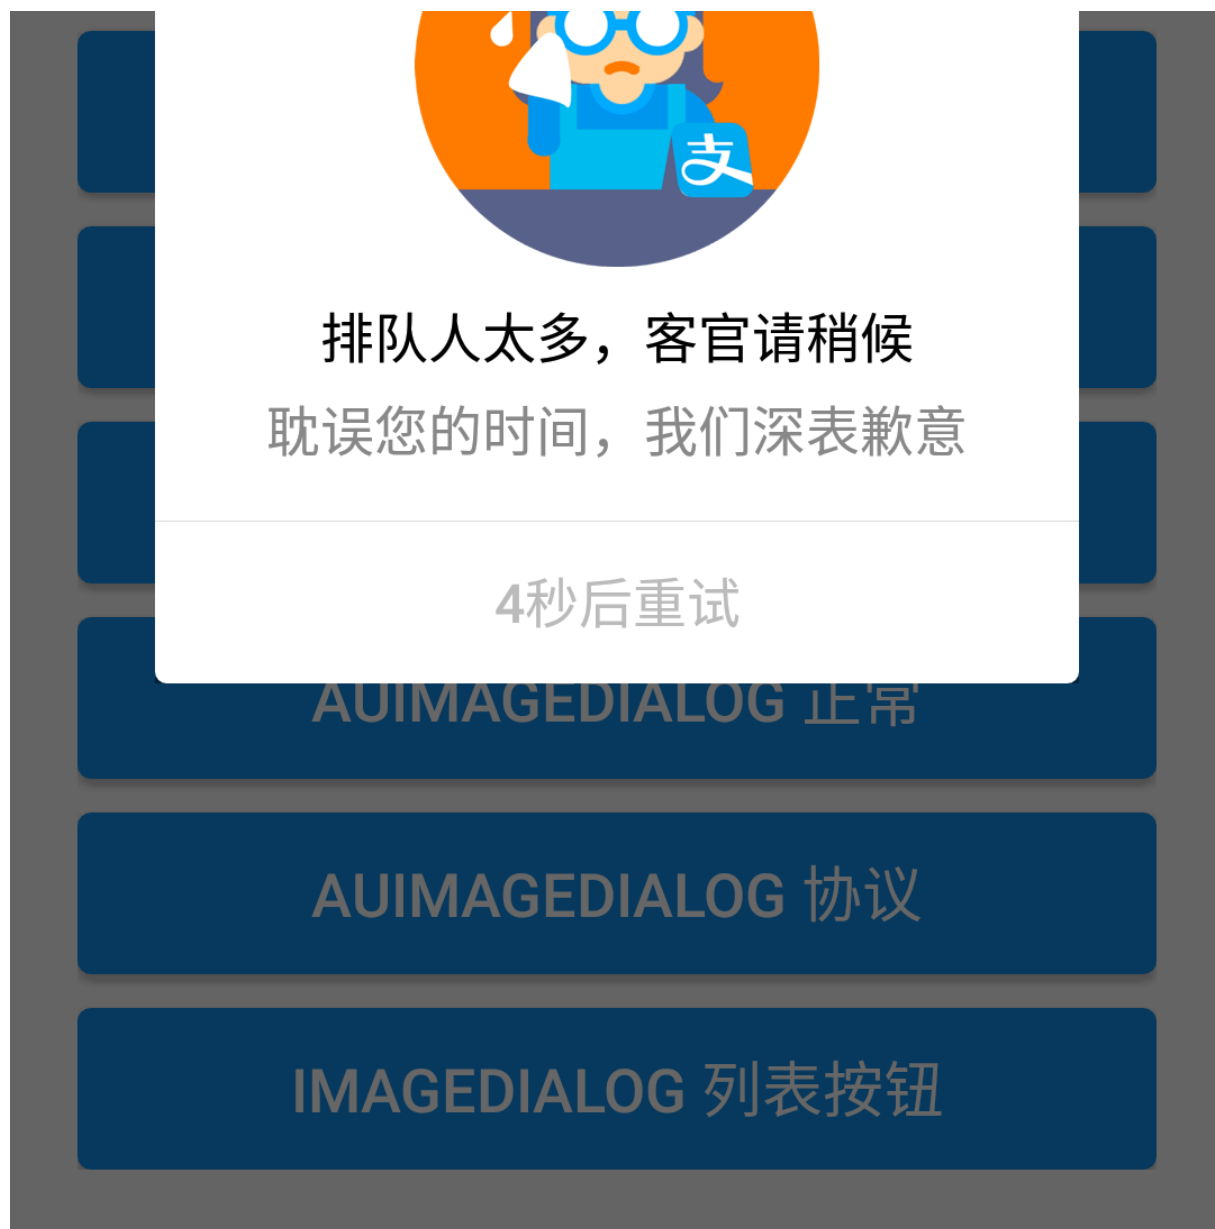 支
排队人太多，客官请稍候
耽误您的时间，我们深表歉意
4秒后重试
AUIMAGEDIALOG 正常
AUIMAGEDIALOG 协议
IMAGEDIALOG 列表按钮